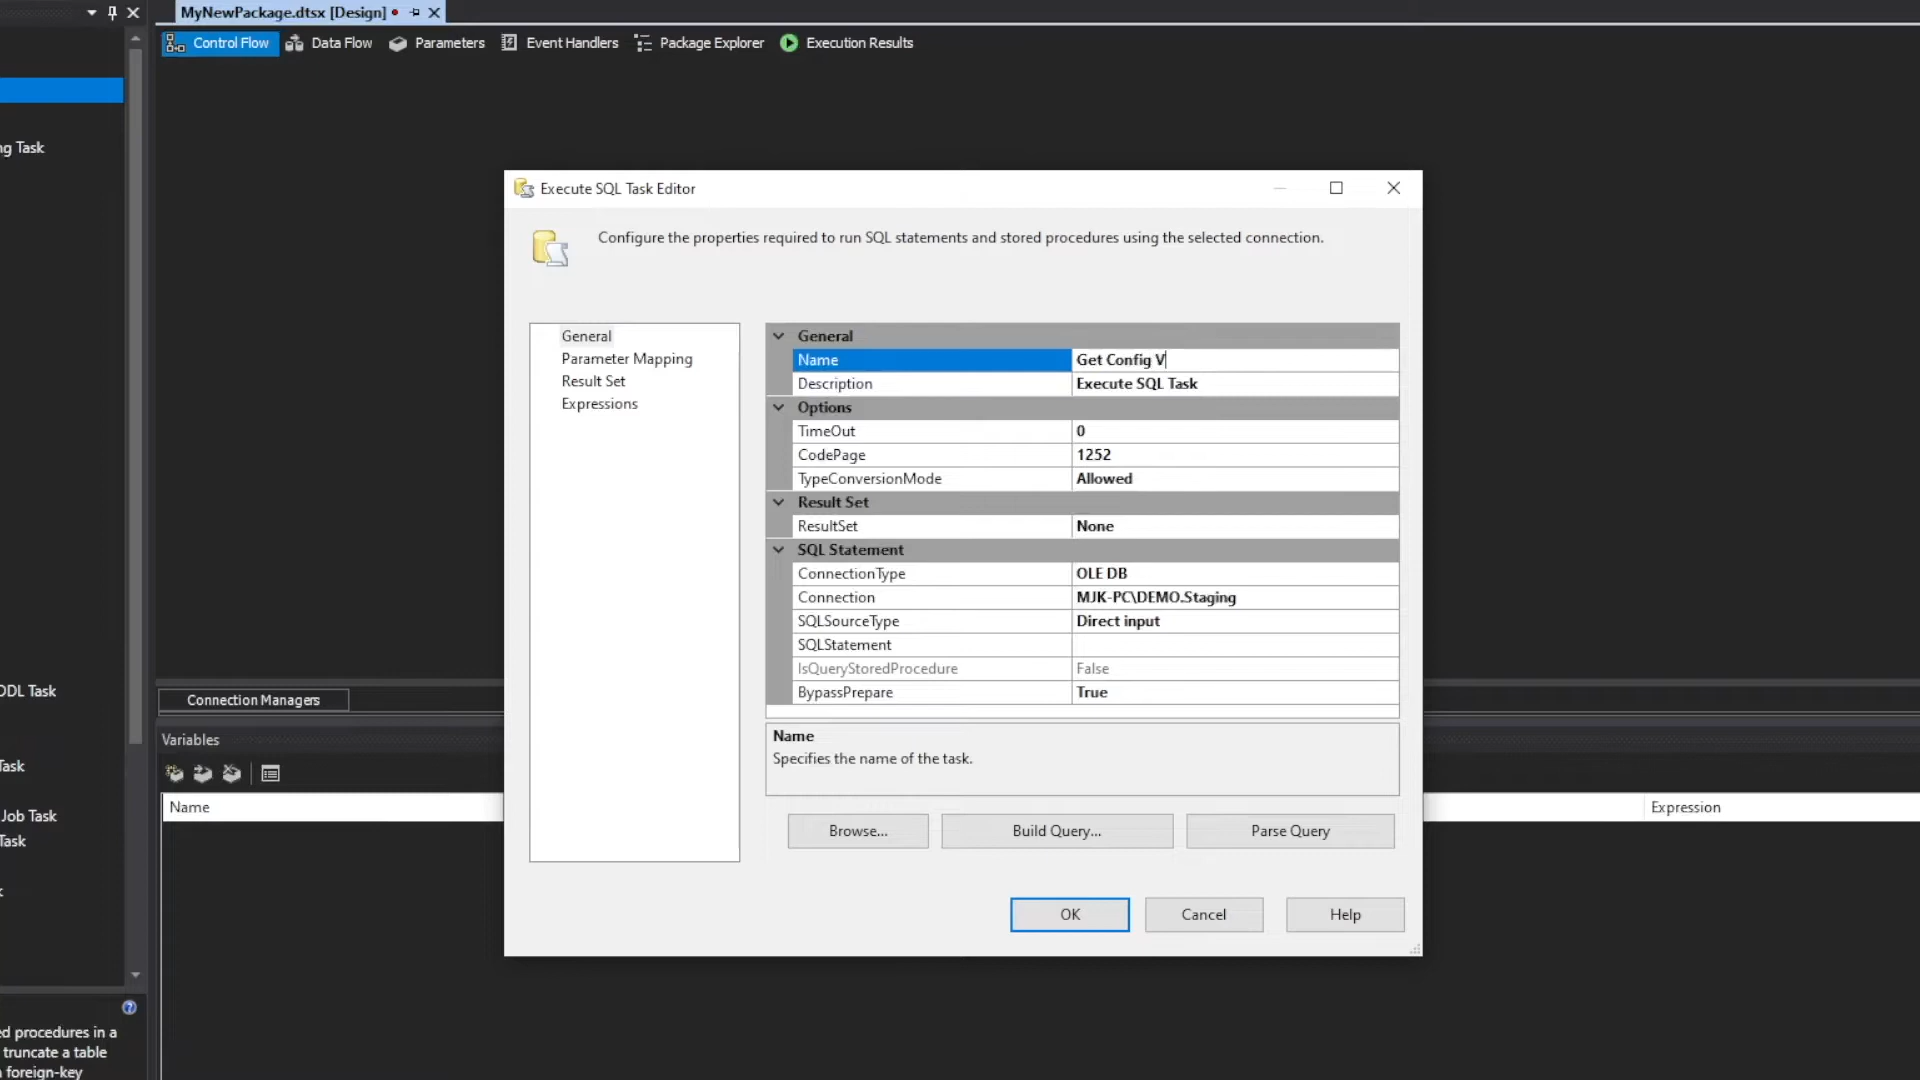 MyNewPackage.dtsx [Design]
Control Flow
Data Flow
Parameters
Event Handlers
Package Explorer
Execution Results
ng Task
DDL Task
Task
Job Task
Task
ed procedures in a
truncate a table
foreign-key
Execute SQL Task Editor
Configure the properties required to run SQL statements and stored procedures using the selected connection.
General
Parameter Mapping
Result Set
Expressions
General
Name Get Config V
Description Execute SQL Task
Options
TimeOut 0
CodePage 1252
TypeConversionMode Allowed
Result Set
ResultSet None
SQL Statement
ConnectionType OLE DB
Connection MJK-PC\DEMO.Staging
SQLSourceType Direct input
SQLStatement
IsQueryStoredProcedure False
BypassPrepare True
Name
Specifies the name of the task.
Browse...
Build Query...
Parse Query
OK
Cancel
Help
Connection Managers
Variables
Name
Expression